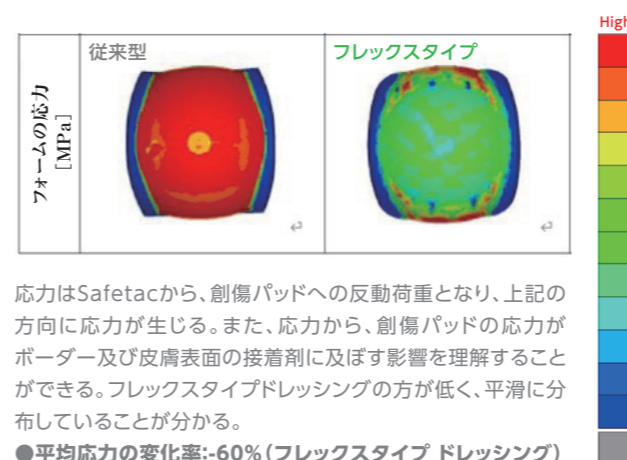 High
従来型
フレックスタイプ
フォームの応力
[MPa]
応力はSafetacから、創傷パッドへの反動荷重となり、上記の
方向に応力が生じる。また、応力から、創傷パッドの応力が
ボーダー及び皮膚表面の接着剤に及ぼす影響を理解すること
ができる。フレックスタイプドレッシングの方が低く、平滑に分
布していることが分かる。
●平均応力の変化率:-60%(フレックスタイプ ドレッシング)